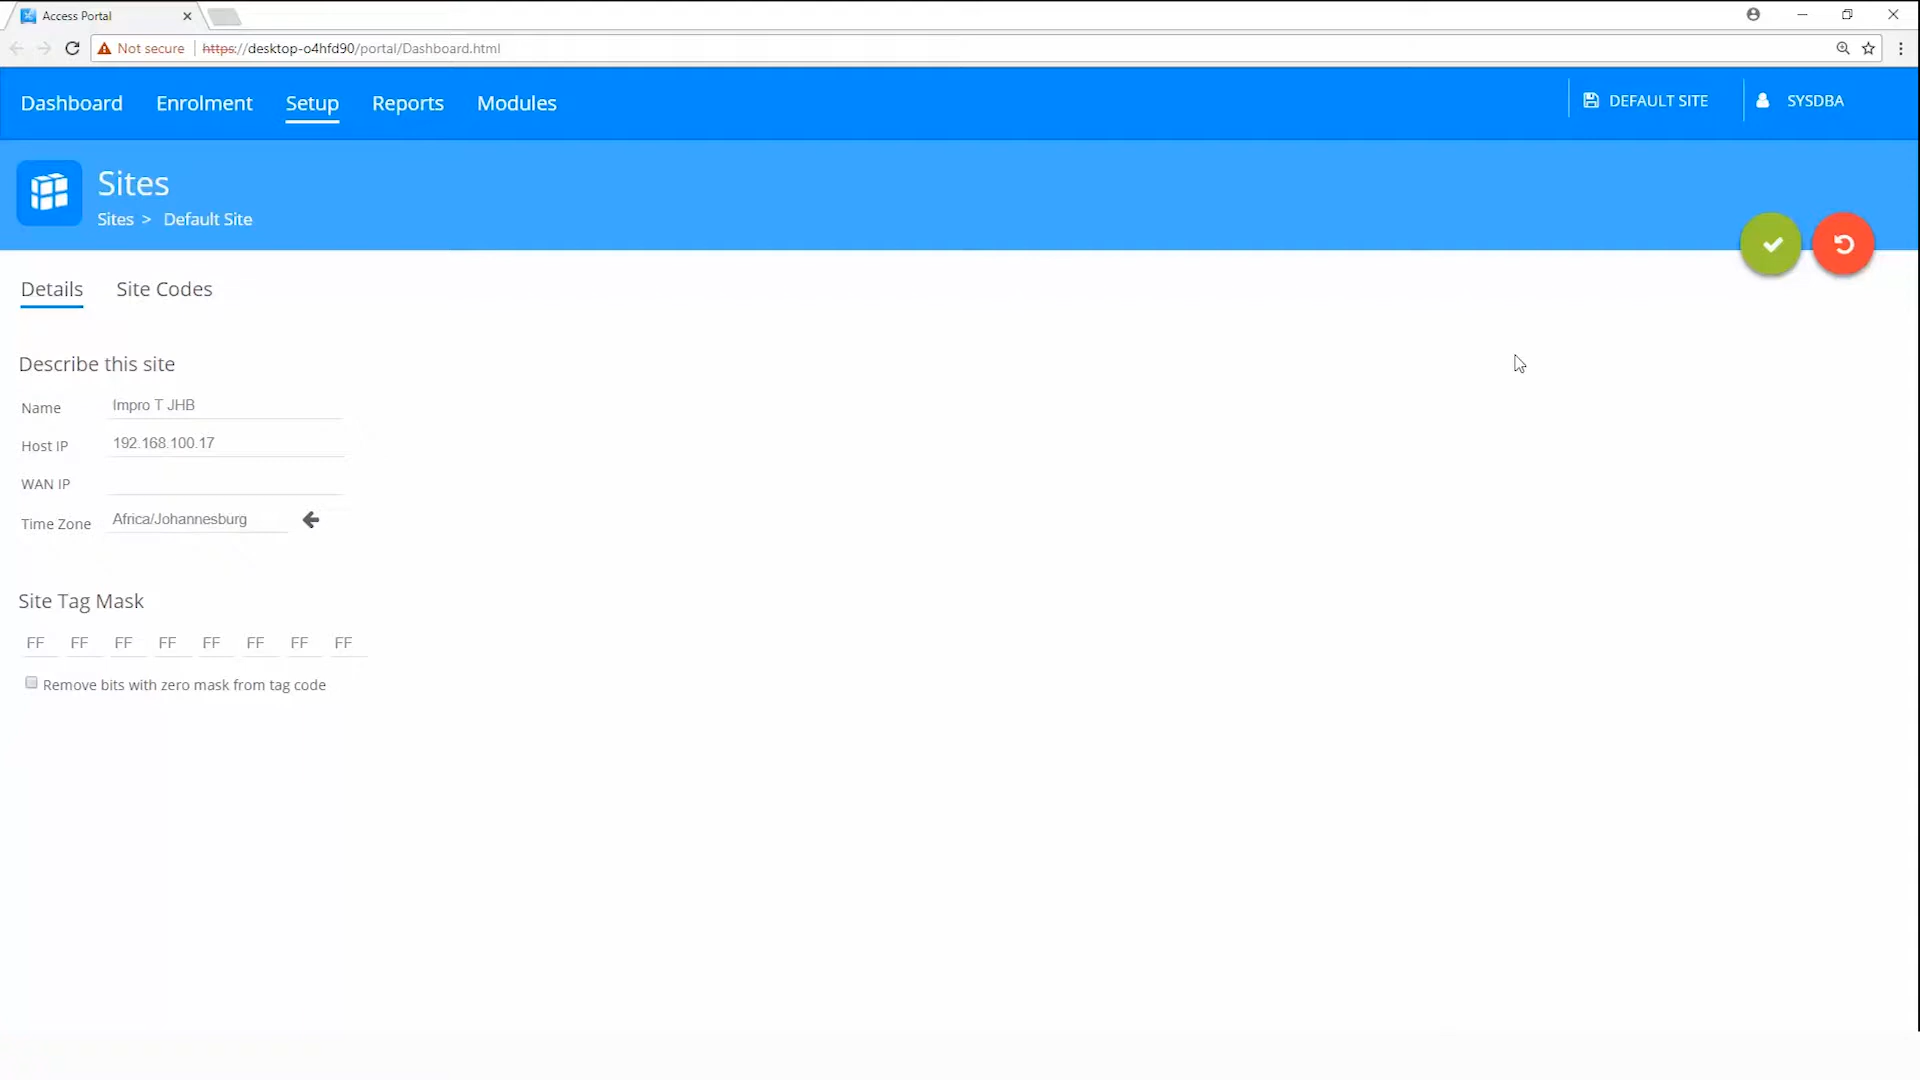 Access Portal
Not secure https://desktop-o4hfd90/portal/Dashboard.html
Dashboard Enrolment Setup Reports Modules DEFAULT SITE SYSDBA
Sites
Sites > Default Site
Details Site Codes
Describe this site
Name Impro T JHB
Host IP 192.168.100.17
WAN IP
Time Zone Africa/Johannesburg
Site Tag Mask
FF FF FF FF FF FF FF FF
Remove bits with zero mask from tag code